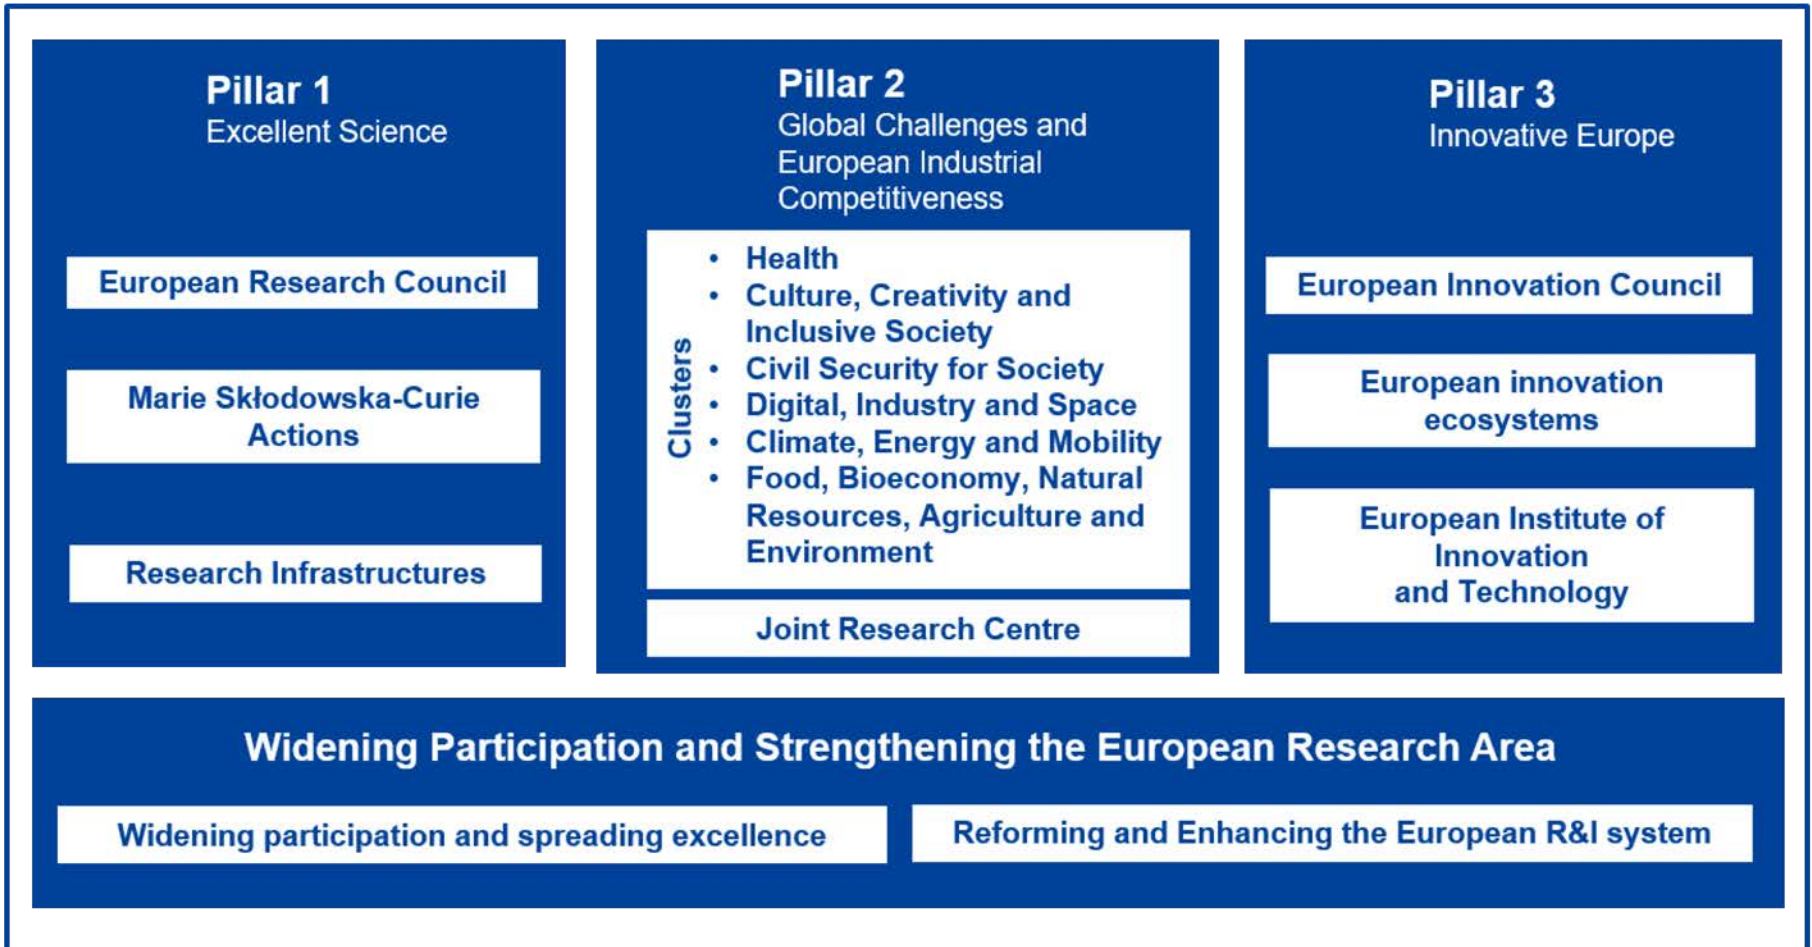 Pillar 1
Excellent Science
European Research Council
Marie Skłodowska-Curie
Actions
Research Infrastructures
Pillar 2
Global Challenges and
European Industrial
Competitiveness
Clusters
• Health
• Culture, Creativity and
Inclusive Society
• Civil Security for Society
• Digital, Industry and Space
• Climate, Energy and Mobility
• Food, Bioeconomy, Natural
Resources, Agriculture and
Environment
Joint Research Centre
Pillar 3
Innovative Europe
European Innovation Council
European innovation
ecosystems
European Institute of
Innovation
and Technology
Widening Participation and Strengthening the European Research Area
Widening participation and spreading excellence
Reforming and Enhancing the European R&I system